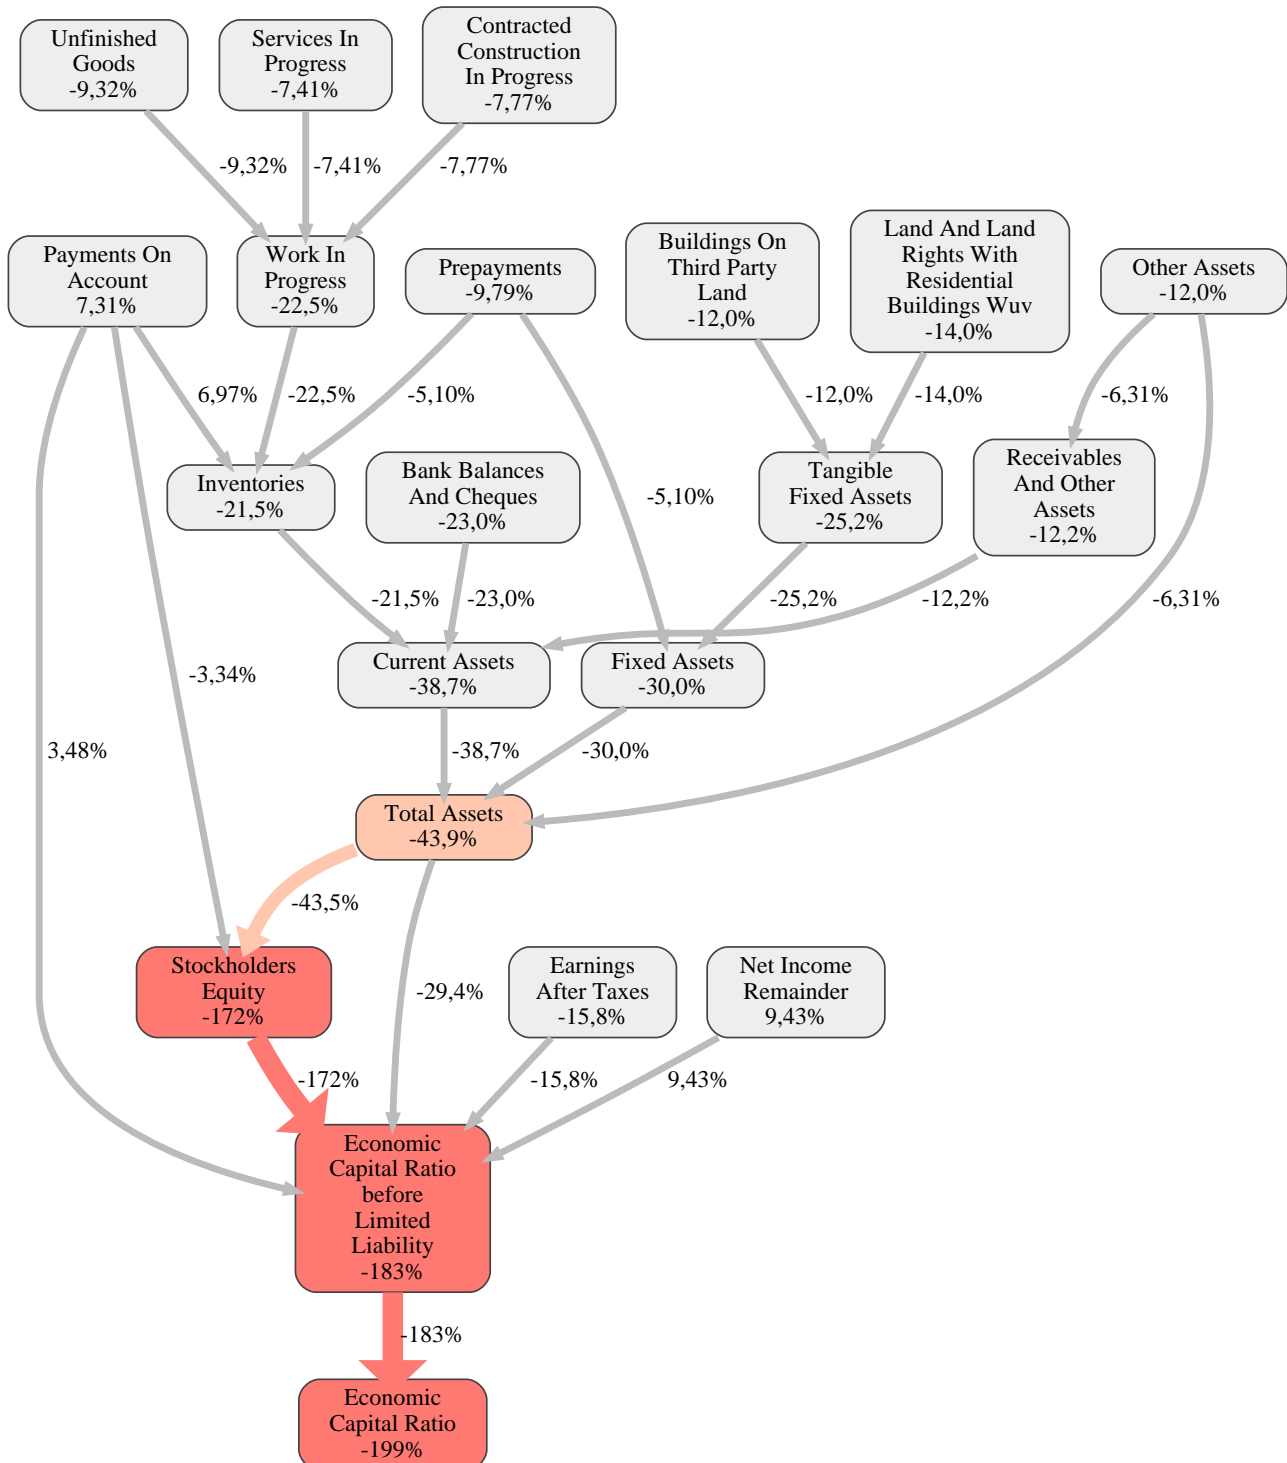 Unfinished
Goods
-9,32%
Services In
Progress
-7,41%
Contracted
Construction
In Progress
-7,77%
-9,32%
-7,41%
-7,77%
Payments On
Account
7,31%
Work In
Progress
-22,5%
Prepayments
-9,79%
Buildings On
Third Party
Land
-12,0%
Land And Land
Rights With
Residential
Buildings Wuv
-14,0%
Other Assets
-12,0%
6,97%
-22,5%
-5,10%
-12,0%
-14,0%
-6,31%
Inventories
-21,5%
Bank Balances
And Cheques
-23,0%
-5,10%
Tangible
Fixed Assets
-25,2%
Receivables
And Other
Assets
-12,2%
-21,5%
-23,0%
-25,2%
-12,2%
-6,31%
Current Assets
-38,7%
Fixed Assets
-30,0%
-3,34%
3,48%
-38,7%
-30,0%
Total Assets
-43,9%
-43,5%
Stockholders
Equity
-172%
-29,4%
Earnings
After Taxes
-15,8%
Net Income
Remainder
9,43%
-172%
-15,8%
9,43%
Economic
Capital Ratio
before
Limited
Liability
-183%
-183%
Economic
Capital Ratio
-199%